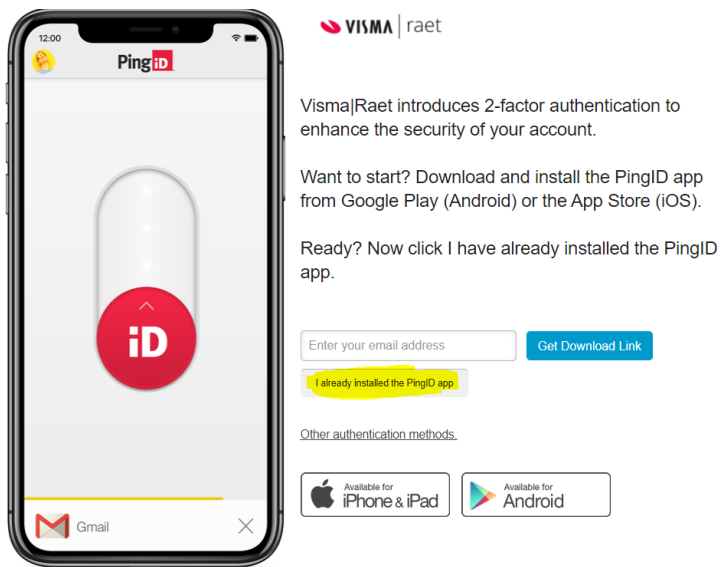 12:00
PingiD
iD
Gmail
VISMA | raet
Visma|Raet introduces 2-factor authentication to
enhance the security of your account.
Want to start? Download and install the PingID app
from Google Play (Android) or the App Store (iOS).
Ready? Now click I have already installed the PingID
app.
Enter your email address
Get Download Link
I already installed the PingID app
Other authentication methods.
Available for
iPhone & iPad
Available for
Android